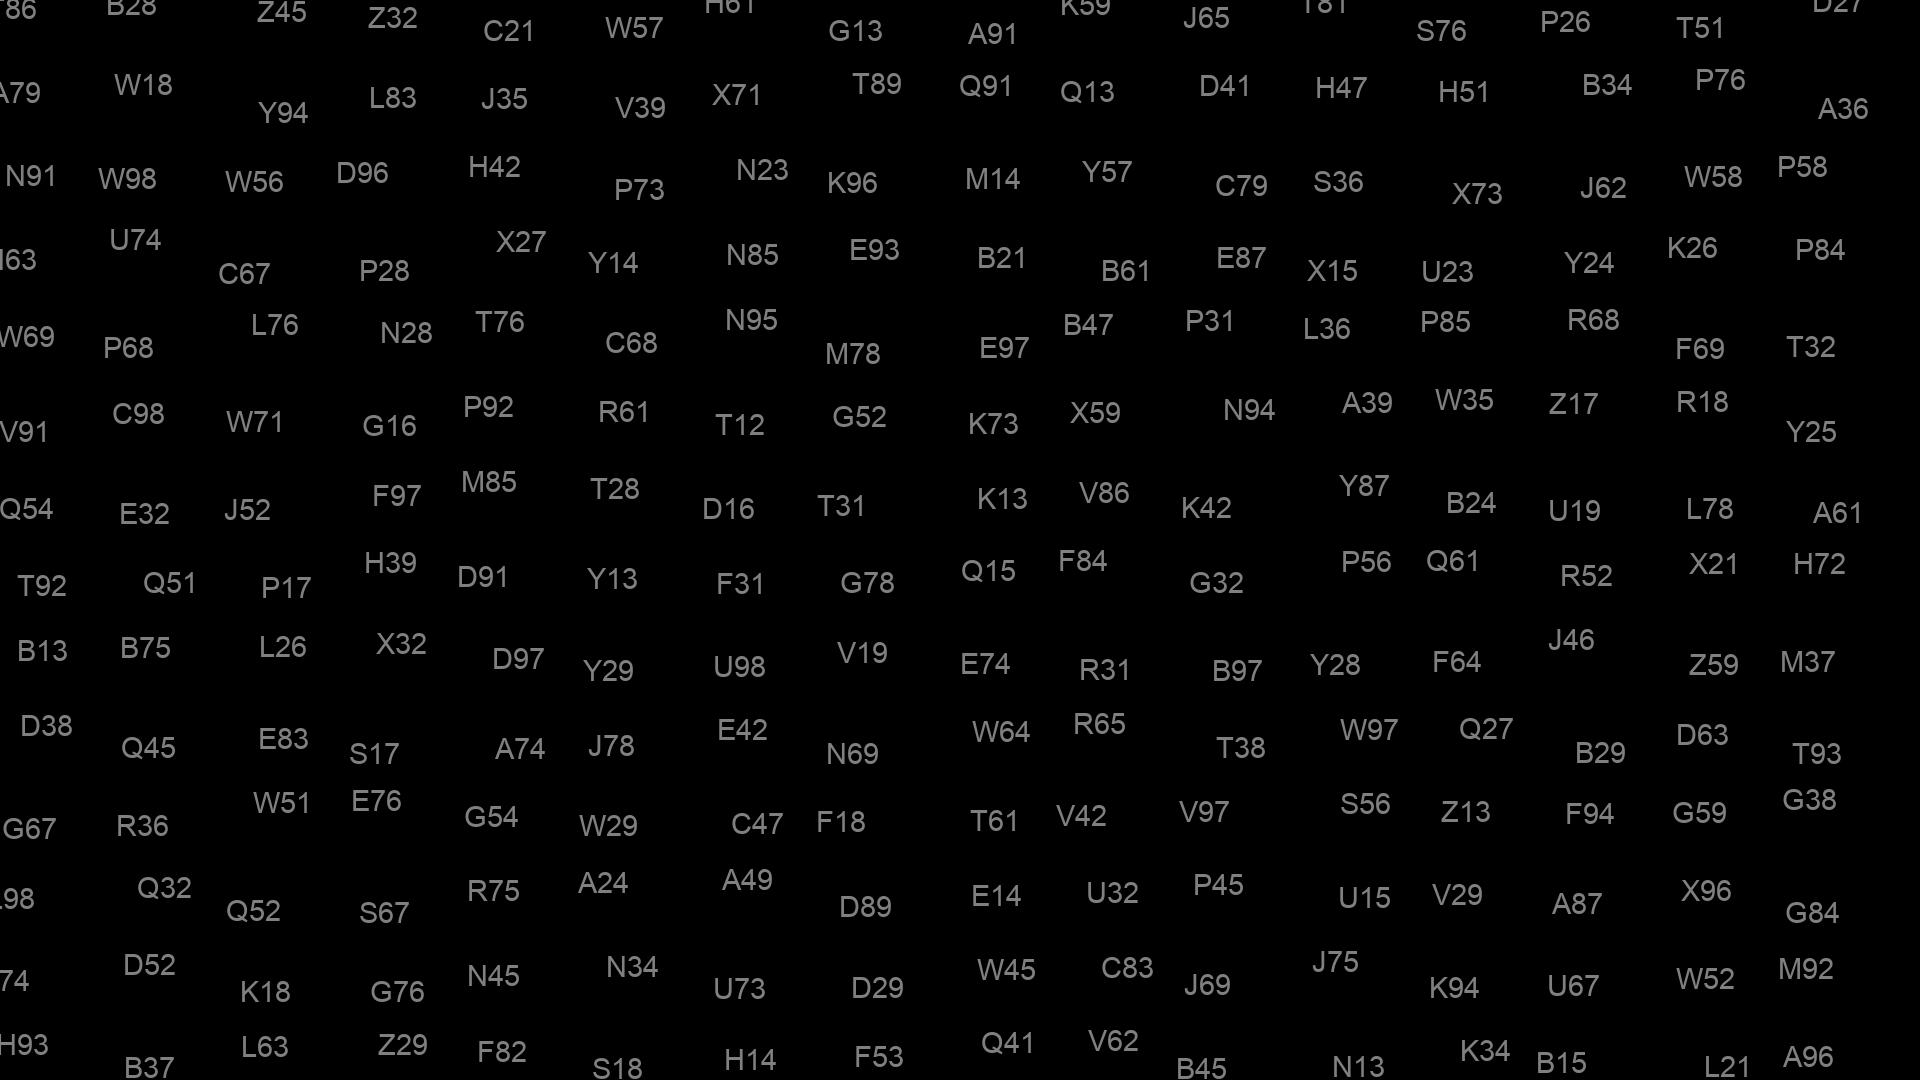 B28 Z45 Z32 C21 W57 H61 G13 A91 K59 J65 T81 S76 P26 T51 D27
A79 W18 Y94 L83 J35 V39 X71 T89 Q91 Q13 D41 H47 H51 B34 P76 A36
N91 W98 W56 D96 H42 P73 N23 K96 M14 Y57 C79 S36 X73 J62 W58 P58
U74 C67 P28 X27 Y14 N85 E93 B21 B61 E87 X15 U23 Y24 K26 P84
W69 P68 L76 N28 T76 C68 N95 M78 E97 B47 P31 L36 P85 R68 F69 T32
V91 C98 W71 G16 P92 R61 T12 G52 K73 X59 N94 A39 W35 Z17 R18 Y25
Q54 E32 J52 F97 M85 T28 D16 T31 K13 V86 K42 Y87 B24 U19 L78 A61
T92 Q51 P17 H39 D91 Y13 F31 G78 Q15 F84 G32 P56 Q61 R52 X21 H72
B13 B75 L26 X32 D97 Y29 U98 V19 E74 R31 B97 Y28 F64 J46 Z59 M37
D38 Q45 E83 S17 A74 J78 E42 N69 W64 R65 T38 W97 Q27 B29 D63 T93
G67 R36 W51 E76 G54 W29 C47 F18 T61 V42 V97 S56 Z13 F94 G59 G38
Q32 Q52 S67 R75 A24 A49 D89 E14 U32 P45 U15 V29 A87 X96 G84
D52 K18 G76 N45 N34 U73 D29 W45 C83 J69 J75 K94 U67 W52 M92
H93 B37 L63 Z29 F82 S18 H14 F53 Q41 V62 B45 N13 K34 B15 L21 A96